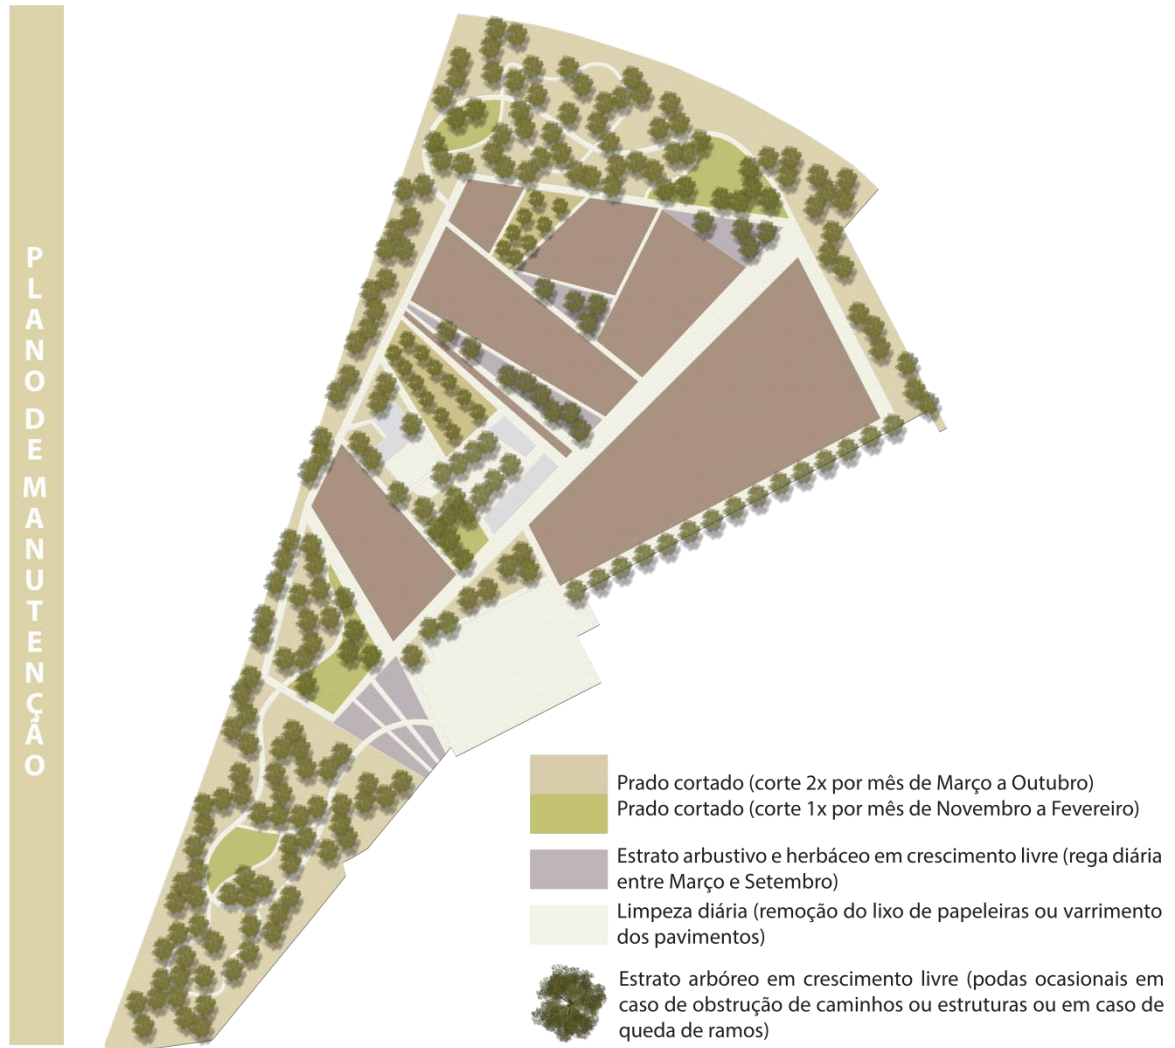 PLANO DE MANUTENÇÃO
Prado cortado (corte 2x por mês de Março a Outubro)
Prado cortado (corte 1x por mês de Novembro a Fevereiro)
Estrato arbustivo e herbáceo em crescimento livre (rega diária
entre Março e Setembro)
Limpeza diária (remoção do lixo de papeleiras ou varrimento
dos pavimentos)
Estrato arbóreo em crescimento livre (podas ocasionais em
caso de obstrução de caminhos ou estruturas ou em caso de
queda de ramos)